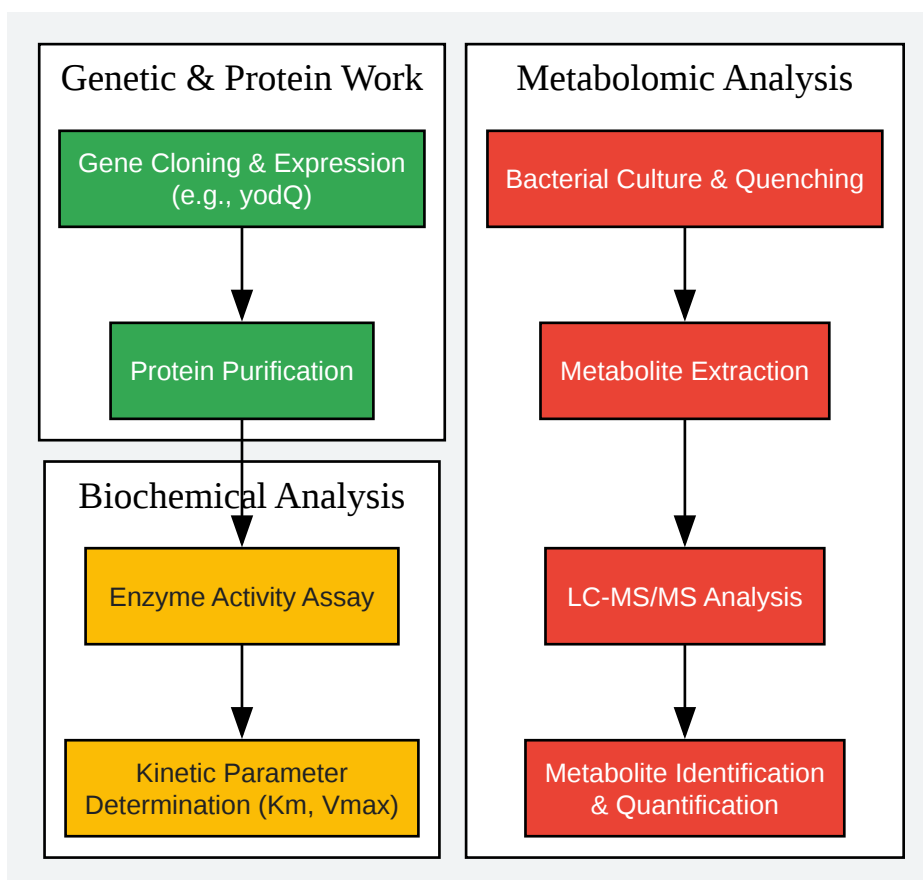 Genetic & Protein Work
Gene Cloning & Expression
(e.g., yodQ)
Protein Purification
Biochemical Analysis
Enzyme Activity Assay
Kinetic Parameter
Determination (Km, Vmax)
Metabolomic Analysis
Bacterial Culture & Quenching
Metabolite Extraction
LC-MS/MS Analysis
Metabolite Identification
& Quantification